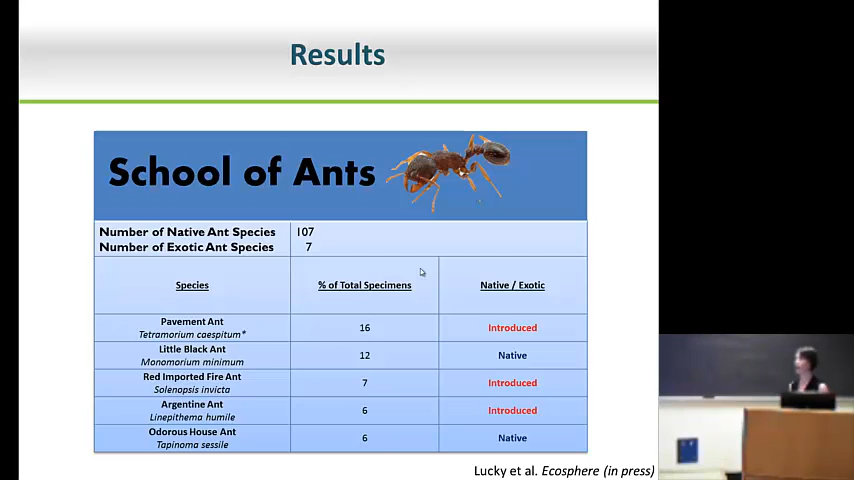 Results
School of Ants
Number of Native Ant Species 107
Number of Exotic Ant Species 7
Species % of Total Specimens Native / Exotic
Pavement Ant
Tetramorium caespitum* 16 Introduced
Little Black Ant
Monomorium minimum 12 Native
Red Imported Fire Ant
Solenopsis invicta 7 Introduced
Argentine Ant
Linepithema humile 6 Introduced
Odorous House Ant
Tapinoma sessile 6 Native
Lucky et al. Ecosphere (in press)